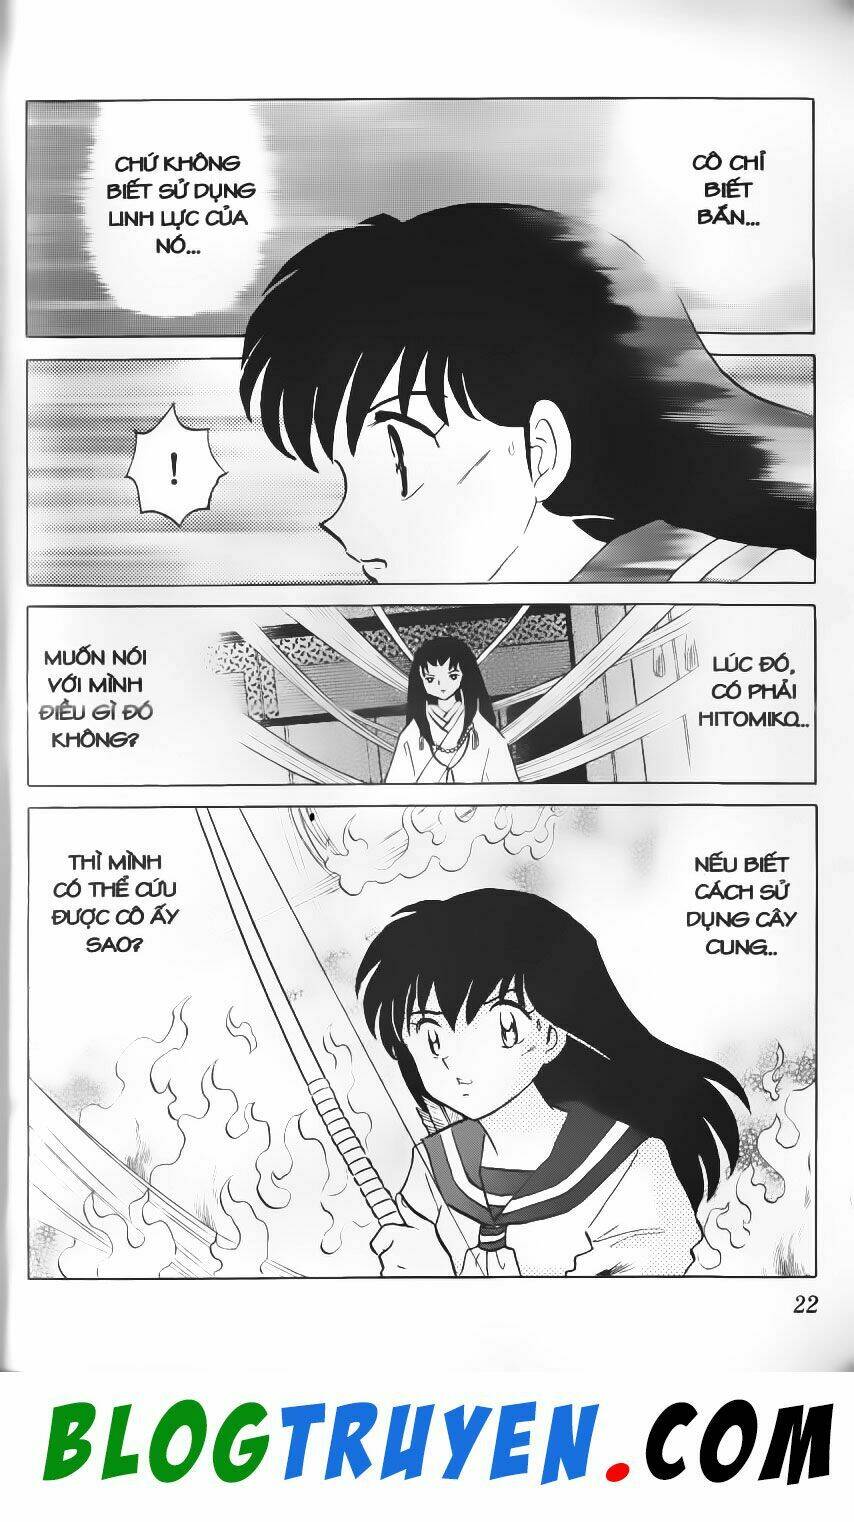 CÔ CHỈ
BIẾT
BẮN...
CHỨ KHÔNG
BIẾT SỬ DỤNG
LINH LỰC CỦA
NÓ...
!
LÚC ĐÓ,
CÓ PHẢI
HITOMIKO...
MUỐN NÓI
VỚI MÌNH
ĐIỀU GÌ ĐÓ
KHÔNG?
NẾU BIẾT
CÁCH SỬ
DỤNG CÂY
CUNG...
THÌ MÌNH
CÓ THỂ CỨU
ĐƯỢC CÔ ẤY
SAO?
22
BLOGTRUYEN.COM